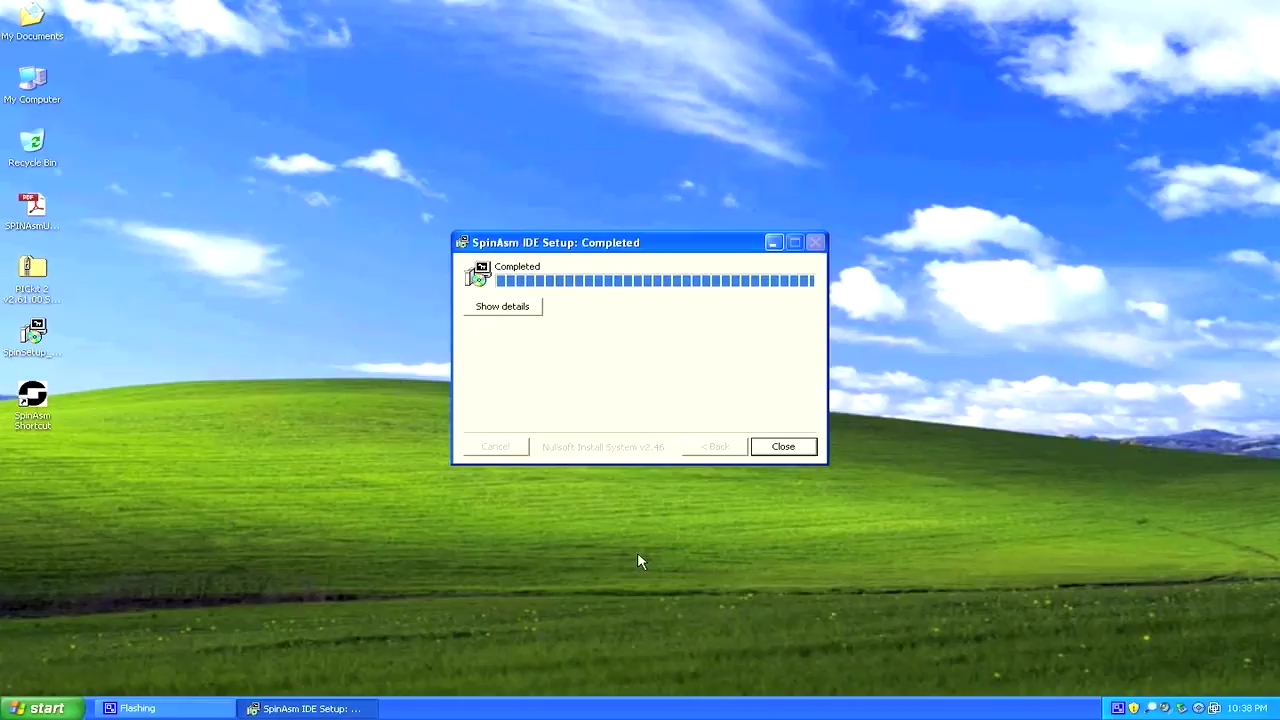 My Documents
My Computer
Recycle Bin
PDF
SPINAsmU...
PICkit 2
v2.61.00 S...
SpinSetup_...
SpinAsm
Shortcut
SpinAsm IDE Setup: Completed
Completed
Show details
Cancel
Nullsoft Install System v2.46
< Back
Close
start
Flashing
SpinAsm IDE Setup: ...
10:38 PM